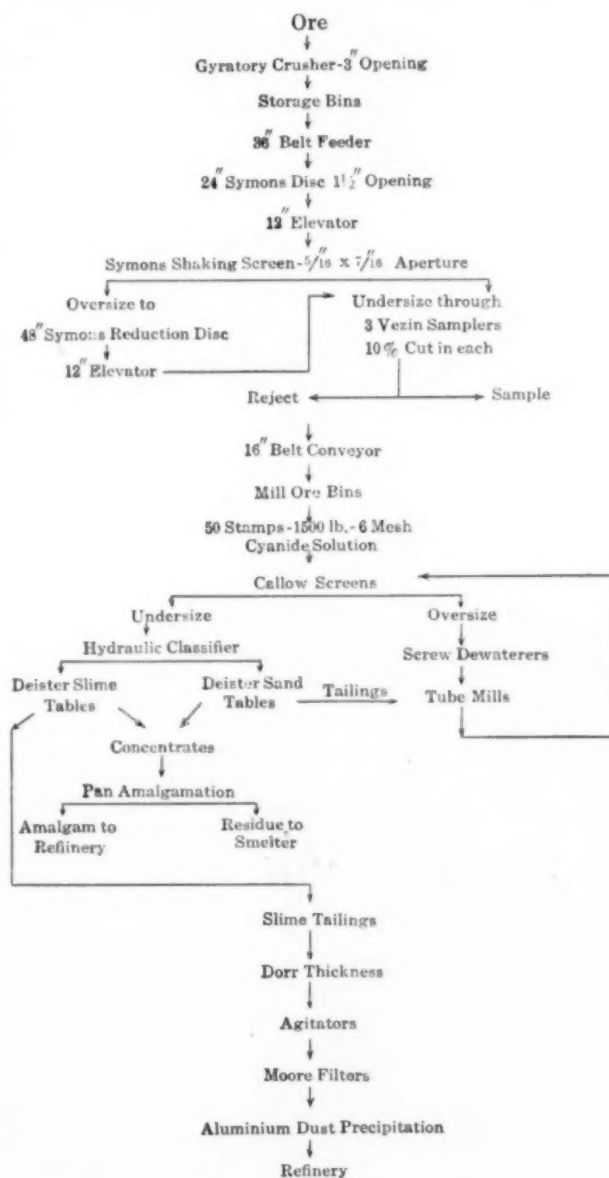 Ore
Gyratory Crusher-3" Opening
Storage Bins
36" Belt Feeder
24" Symons Disc 1½" Opening
12" Elevator
Symons Shaking Screen-5/16" x 7/16" Aperture
Oversize to
48" Symons Reduction Disc
12" Elevator
Undersize through
3 Vezin Samplers
10% Cut in each
Reject
Sample
16" Belt Conveyor
Mill Ore Bins
50 Stamps-1500 lb.-6 Mesh
Cyanide Solution
Callow Screens
Undersize
Oversize
Hydraulic Classifier
Screw Dewaterers
Deister Slime
Tables
Deister Sand
Tables
Tailings
Tube Mills
Concentrates
Pan Amalgamation
Amalgam to
Refiinery
Residue to
Smelter
Slime Tailings
Dorr Thickness
Agitators
Moore Filters
Aluminium Dust Precipitation
Refinery